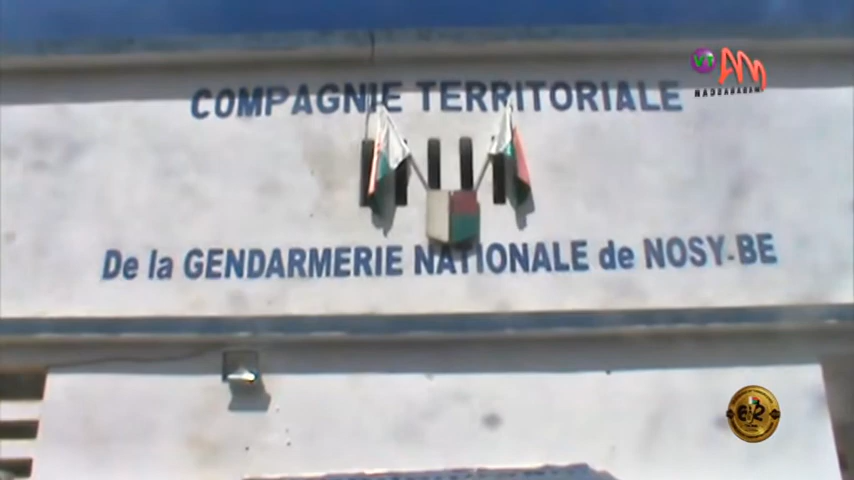 COMPAGNIE TERRITORIALE
De la GENDARMERIE NATIONALE de NOSY-BE